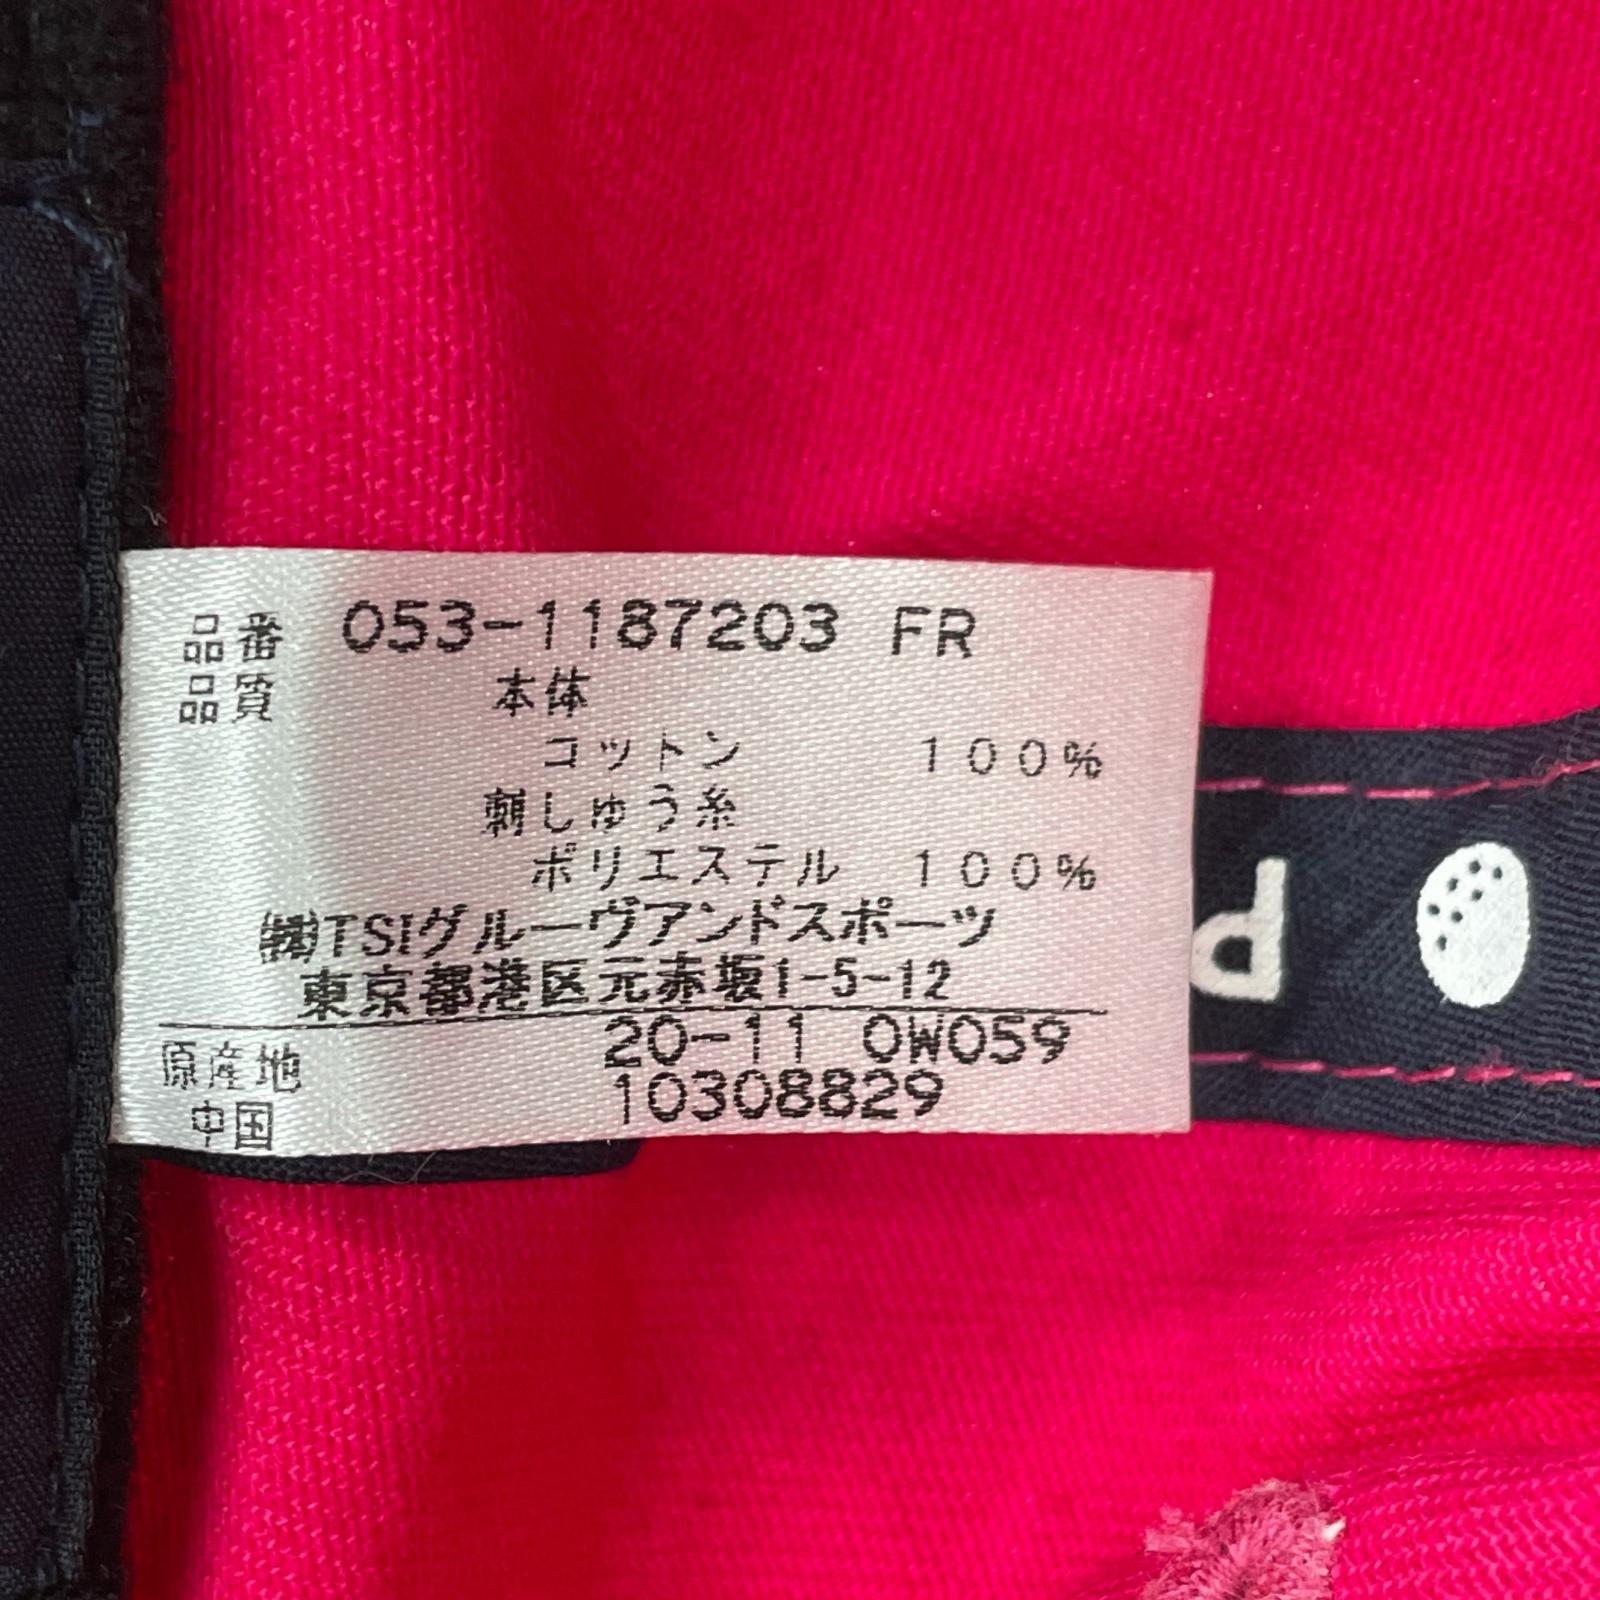 品番 053-1187203 FR
品質 本体
コットン 100%
刺しゅう糸
ポリエステル 100%
㈱TSIグルーヴアンドスポーツ
東京都港区元赤坂1-5-12
20-11 0W059
原産地 10308829
中国
P